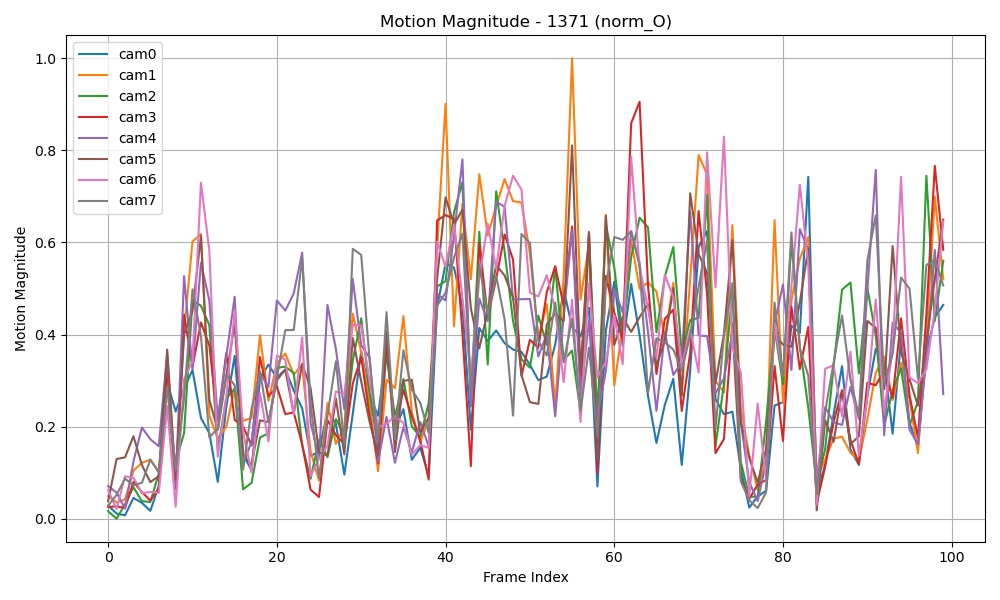 Motion Magnitude - 1371 (norm_O)
1.0
0.8
0.6
0.4
0.2
0.0
Motion Magnitude
cam0
cam1
cam2
cam3
cam4
cam5
cam6
cam7
0
20
40
60
80
100
Frame Index